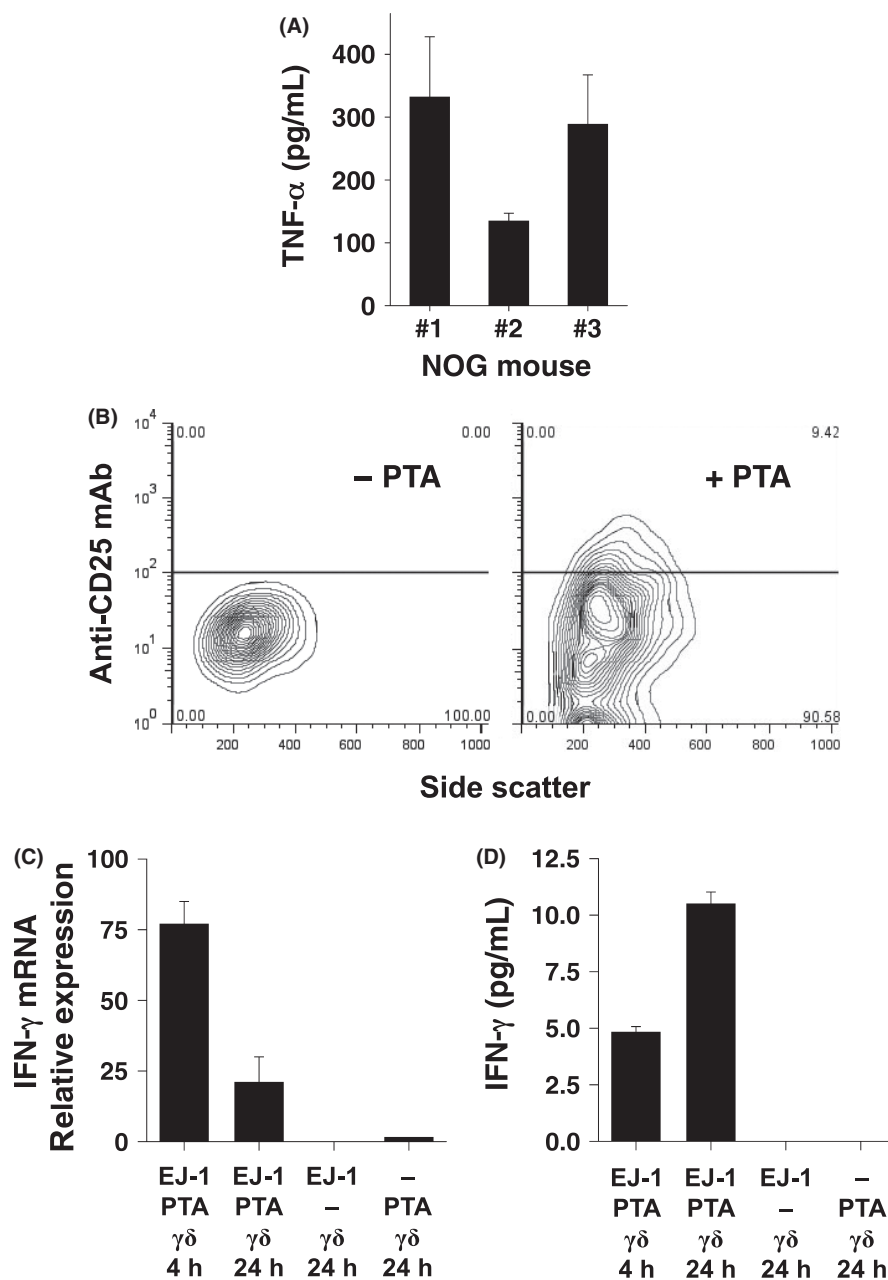 (A)
TNF-α (pg/mL)
400
300
200
100
0
#1 #2 #3
NOG mouse
(B)
Anti-CD25 mAb
10⁴
10³
10²
10¹
10⁰
0.00 0.00
– PTA
0.00 100.00
200 400 600 800 1000
0.00 9.42
+ PTA
0.00 90.58
200 400 600 800 1000
Side scatter
(C)
IFN-γ mRNA
Relative expression
100
75
50
25
0
EJ-1 EJ-1 EJ-1 –
PTA PTA – PTA
γδ γδ γδ γδ
4 h 24 h 24 h 24 h
(D)
IFN-γ (pg/mL)
12.5
10.0
7.5
5.0
2.5
0.0
EJ-1 EJ-1 EJ-1 –
PTA PTA – PTA
γδ γδ γδ γδ
4 h 24 h 24 h 24 h